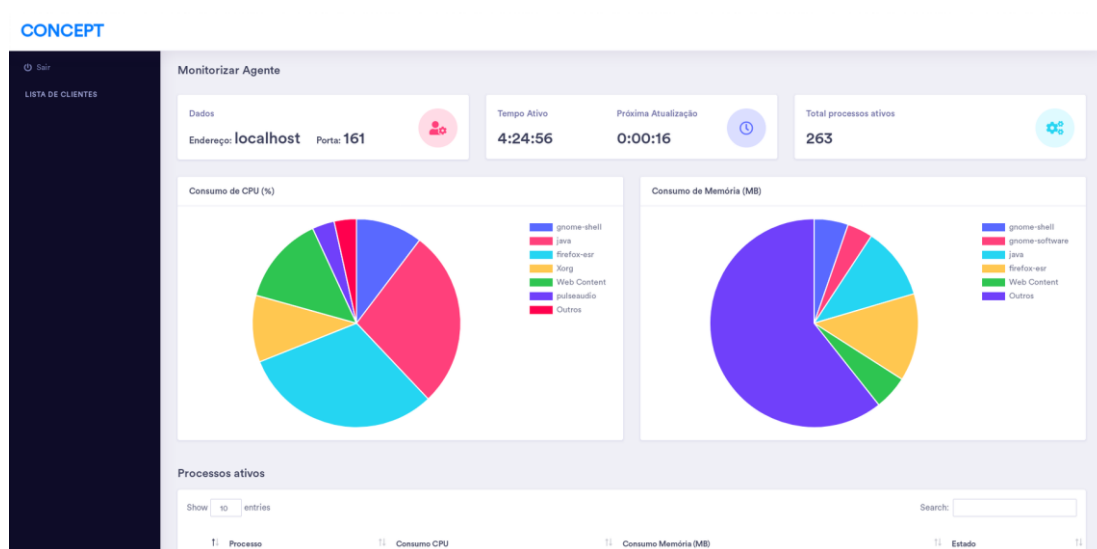 CONCEPT
Sair
LISTA DE CLIENTES
Monitorizar Agente
Dados
Endereço: localhost Porta: 161
Tempo Ativo Próxima Atualização
4:24:56 0:00:16
Total processos ativos
263
Consumo de CPU (%)
gnome-shell
java
firefox-esr
Xorg
Web Content
pulseaudio
Outros
Consumo de Memória (MB)
gnome-shell
gnome-software
java
firefox-esr
Web Content
Outros
Processos ativos
Show 10 entries Search:
Processo Consumo CPU Consumo Memória (MB) Estado